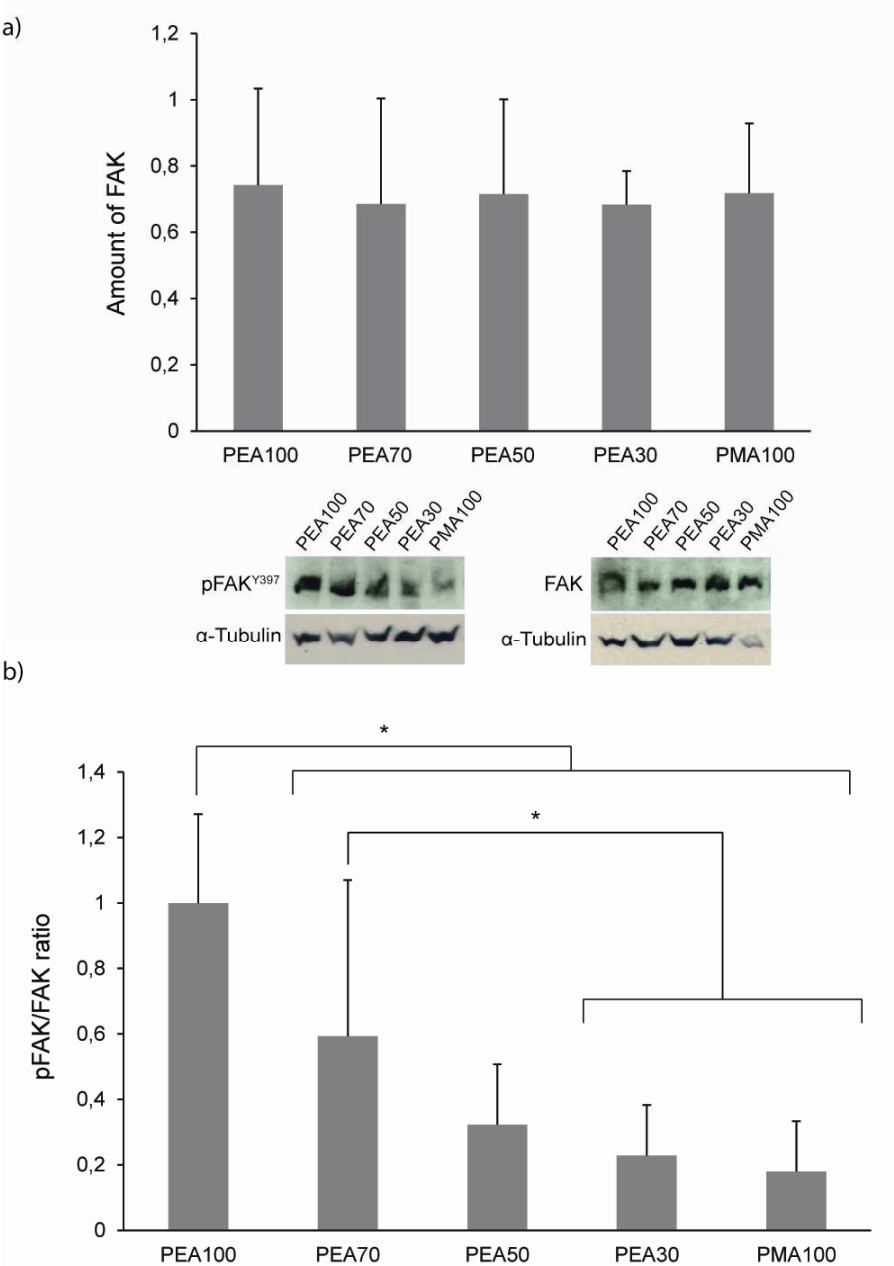 a)
1,2
1
0,8
0,6
0,4
0,2
0
Amount of FAK
PEA100 PEA70 PEA50 PEA30 PMA100
PEA100 PEA70 PEA50 PEA30 PMA100
pFAKY397
α-Tubulin
PEA100 PEA70 PEA50 PEA30 PMA100
FAK
α-Tubulin
b)
*
*
1,4
1,2
1
0,8
0,6
0,4
0,2
0
pFAK/FAK ratio
PEA100 PEA70 PEA50 PEA30 PMA100